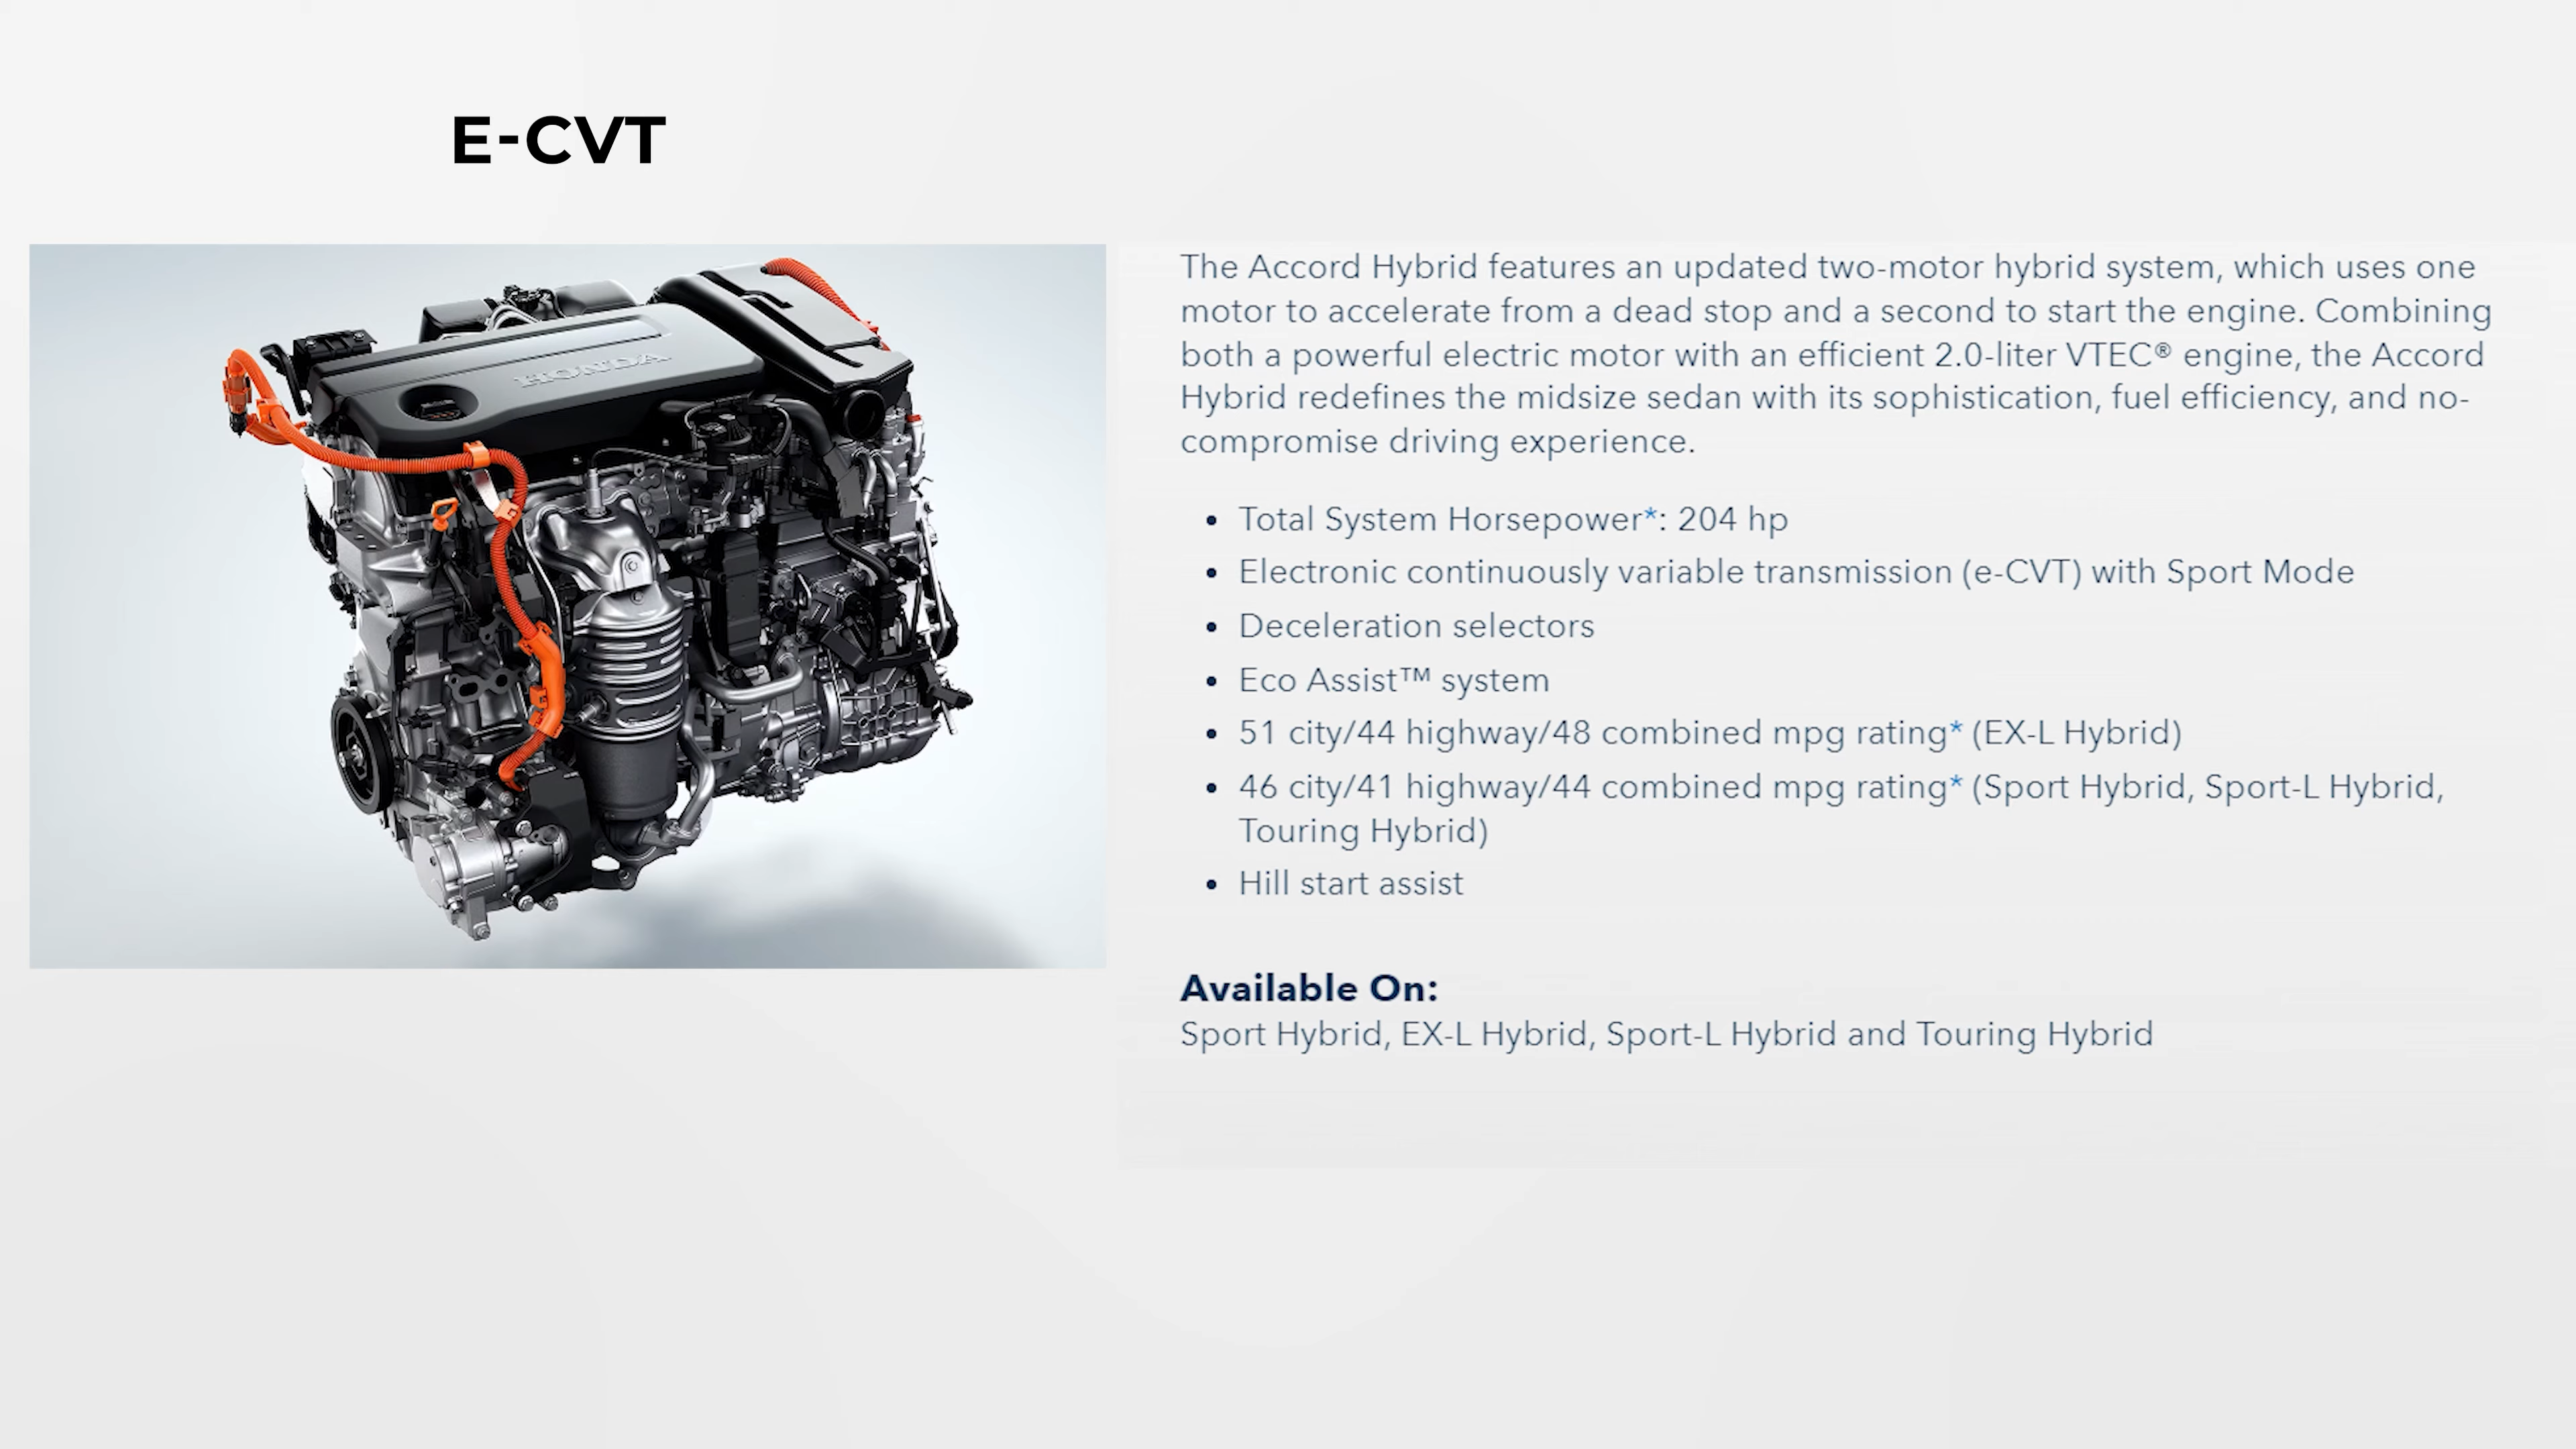 E-CVT
HONDA
The Accord Hybrid features an updated two-motor hybrid system, which uses one
motor to accelerate from a dead stop and a second to start the engine. Combining
both a powerful electric motor with an efficient 2.0-liter VTEC® engine, the Accord
Hybrid redefines the midsize sedan with its sophistication, fuel efficiency, and no-
compromise driving experience.
• Total System Horsepower*: 204 hp
• Electronic continuously variable transmission (e-CVT) with Sport Mode
• Deceleration selectors
• Eco Assist™ system
• 51 city/44 highway/48 combined mpg rating* (EX-L Hybrid)
• 46 city/41 highway/44 combined mpg rating* (Sport Hybrid, Sport-L Hybrid,
Touring Hybrid)
• Hill start assist
Available On:
Sport Hybrid, EX-L Hybrid, Sport-L Hybrid and Touring Hybrid